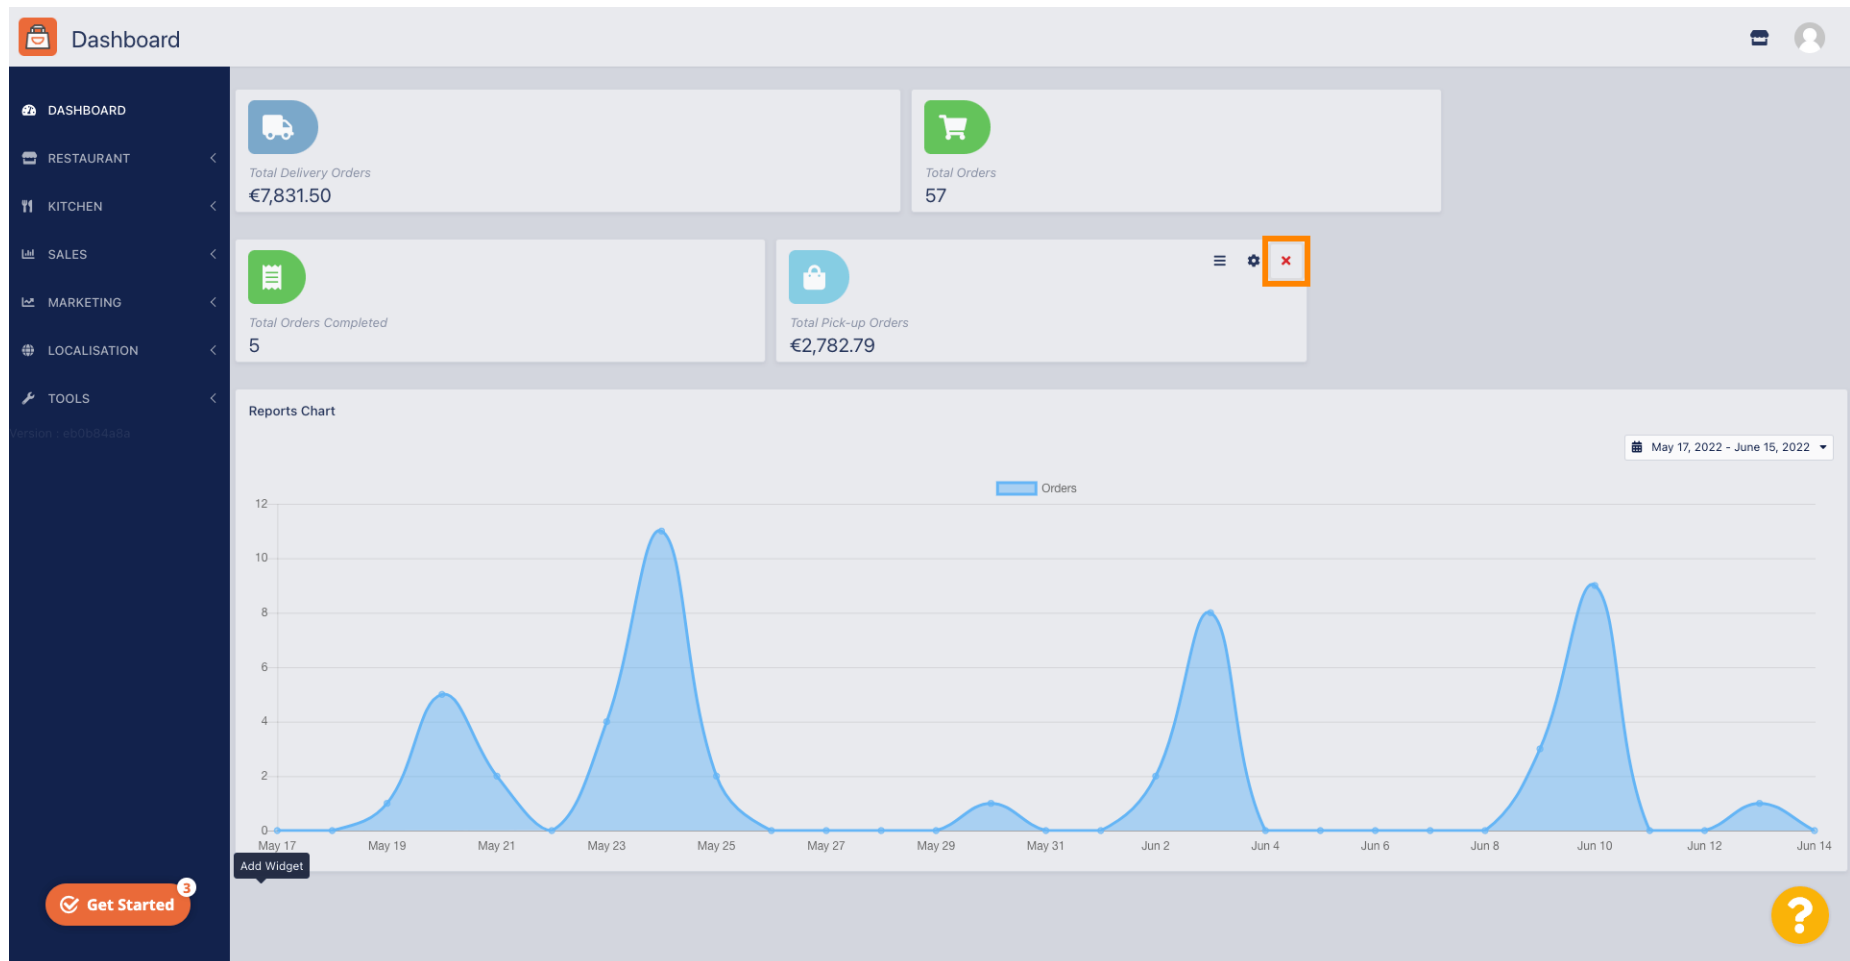 Dashboard
DASHBOARD
RESTAURANT
KITCHEN
SALES
MARKETING
LOCALISATION
TOOLS
Version : eb0b84a8a
Total Delivery Orders
€7,831.50
Total Orders
57
Total Orders Completed
5
Total Pick-up Orders
€2,782.79
Reports Chart
May 17, 2022 - June 15, 2022
Orders
12
10
8
6
4
2
0
May 17 May 19 May 21 May 23 May 25 May 27 May 29 May 31 Jun 2 Jun 4 Jun 6 Jun 8 Jun 10 Jun 12 Jun 14
Add Widget
Get Started
3
?